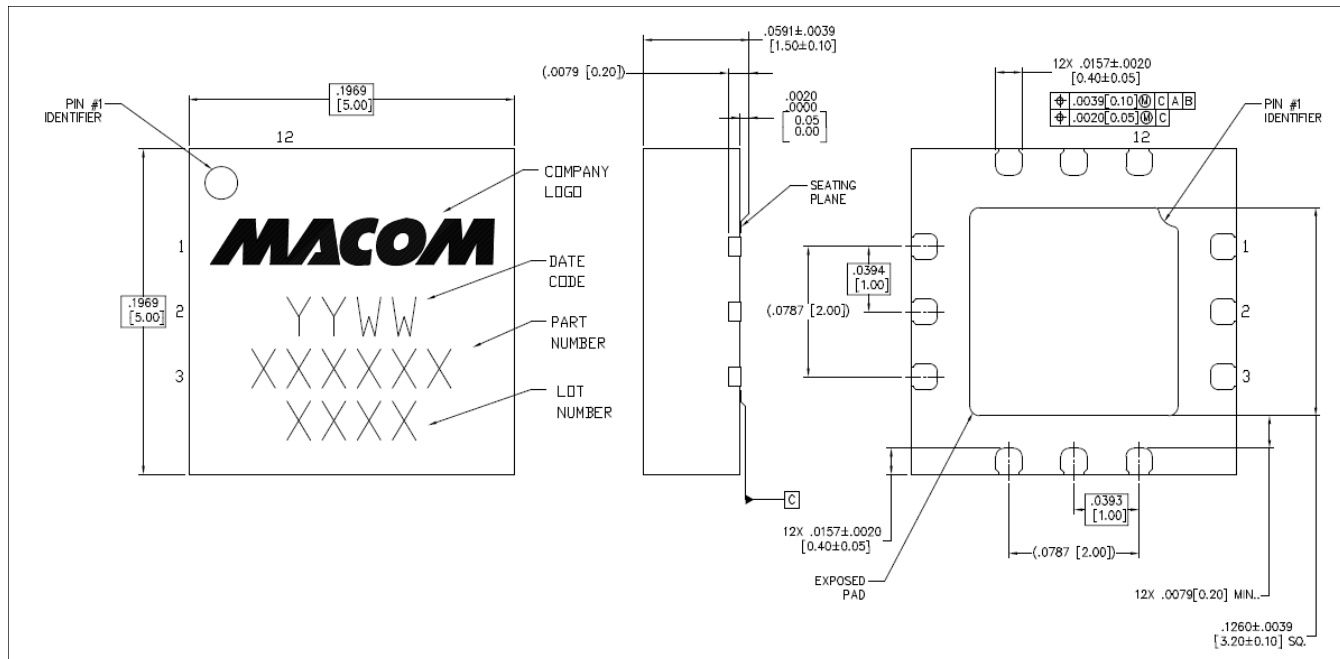 PIN #1
IDENTIFIER
.1969
[5.00]
12
COMPANY
LOGO
MACOM
1
DATE
CODE
.1969
[5.00]
2
Y Y W W
PART
NUMBER
3
X X X X X X
LOT
NUMBER
X X X X
.0591±.0039
[1.50±0.10]
(.0079 [0.20])
.0020
.0000
[0.05
0.00]
SEATING
PLANE
C
12X .0157±.0020
[0.40±0.05]
⌖ .0039[0.10]Ⓜ C A B
⌖ .0020[0.05]Ⓜ C
PIN #1
IDENTIFIER
12
1
.0394
[1.00]
(.0787 [2.00])
2
3
12X .0157±.0020
[0.40±0.05]
.0393
[1.00]
(.0787 [2.00])
EXPOSED
PAD
12X .0079[0.20] MIN..
.1260±.0039
[3.20±0.10] SQ.